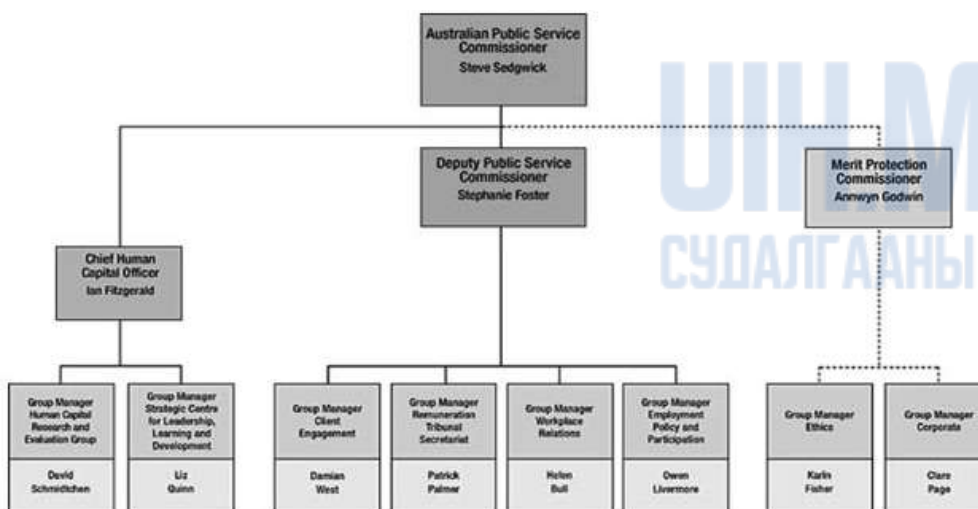 Australian Public Service
Commissioner
Steve Sedgwick
Deputy Public Service
Commissioner
Stephanie Foster
Merit Protection
Commissioner
Annwyn Godwin
Chief Human
Capital Officer
Ian Fitzgerald
Group Manager
Human Capital
Research and
Evaluation Group
David
Schmidtchen
Group Manager
Strategic Centre
for Leadership,
Learning and
Development
Liz
Quinn
Group Manager
Client
Engagement
Damian
West
Group Manager
Remuneration
Tribunal
Secretariat
Patrick
Palmer
Group Manager
Workplace
Relations
Helen
Bull
Group Manager
Employment
Policy and
Participation
Owen
Livermore
Group Manager
Ethics
Karin
Fisher
Group Manager
Corporate
Clare
Page
СУДАЛГААНЫ